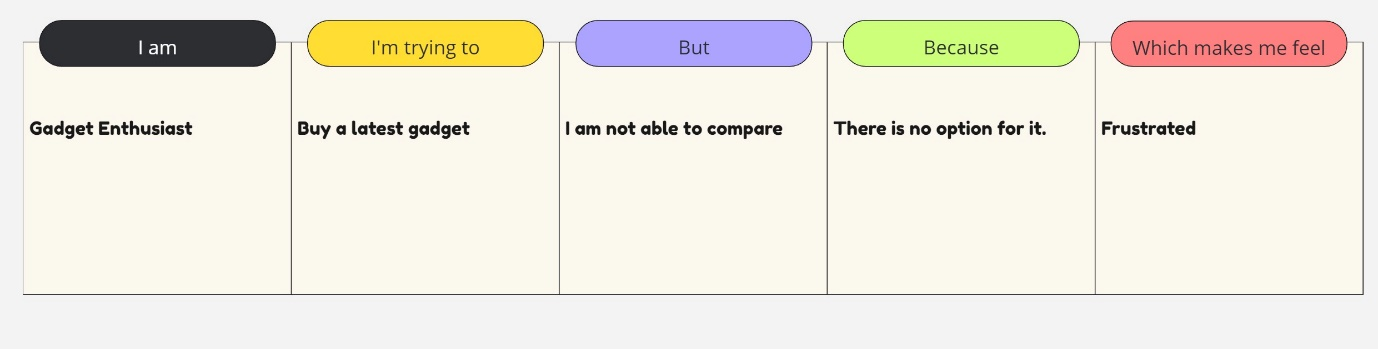 I am
I'm trying to
But
Because
Which makes me feel
Gadget Enthusiast
Buy a latest gadget
I am not able to compare
There is no option for it.
Frustrated